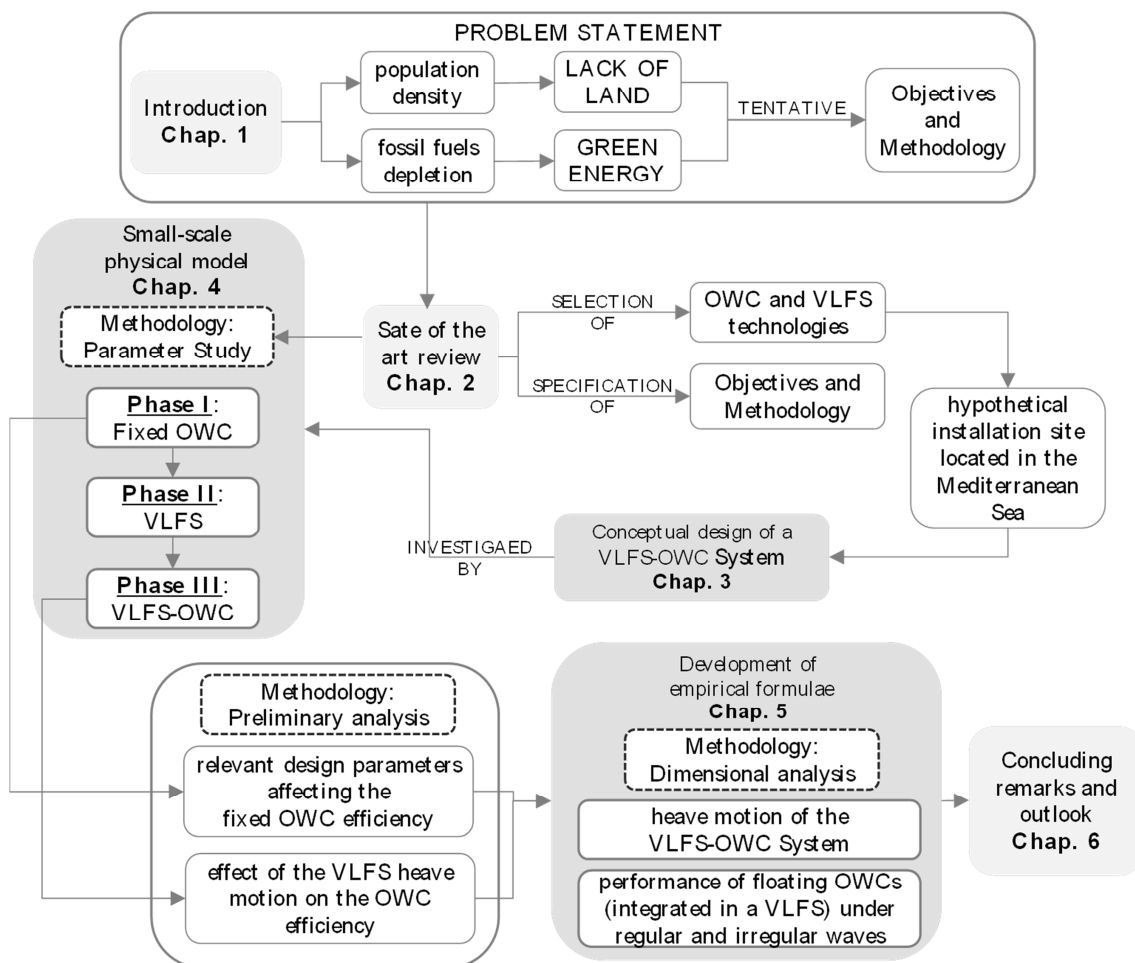 PROBLEM STATEMENT
Introduction
Chap. 1
population
density
LACK OF
LAND
fossil fuels
depletion
GREEN
ENERGY
TENTATIVE
Objectives
and
Methodology
Small-scale
physical model
Chap. 4
Methodology:
Parameter Study
Phase I:
Fixed OWC
Phase II:
VLFS
Phase III:
VLFS-OWC
Sate of the
art review
Chap. 2
SELECTION
OF
OWC and VLFS
technologies
SPECIFICATION
OF
Objectives and
Methodology
hypothetical
installation site
located in the
Mediterranean
Sea
Conceptual design of a
VLFS-OWC System
Chap. 3
INVESTIGAED
BY
Methodology:
Preliminary analysis
relevant design parameters
affecting the
fixed OWC efficiency
effect of the VLFS heave
motion on the OWC
efficiency
Development of
empirical formulae
Chap. 5
Methodology:
Dimensional analysis
heave motion of the
VLFS-OWC System
performance of floating OWCs
(integrated in a VLFS) under
regular and irregular waves
Concluding
remarks and
outlook
Chap. 6